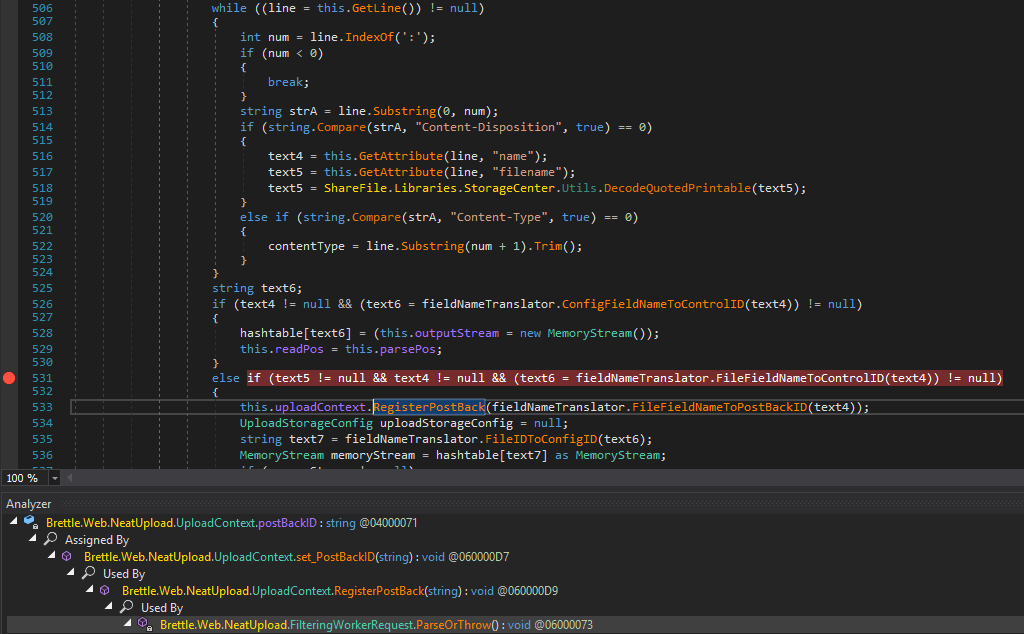 506 while ((line = this.GetLine()) != null)
507 {
508 int num = line.IndexOf(':');
509 if (num < 0)
510 {
511 break;
512 }
513 string strA = line.Substring(0, num);
514 if (string.Compare(strA, "Content-Disposition", true) == 0)
515 {
516 text4 = this.GetAttribute(line, "name");
517 text5 = this.GetAttribute(line, "filename");
518 text5 = ShareFile.Libraries.StorageCenter.Utils.DecodeQuotedPrintable(text5);
519 }
520 else if (string.Compare(strA, "Content-Type", true) == 0)
521 {
522 contentType = line.Substring(num + 1).Trim();
523 }
524 }
525 string text6;
526 if (text4 != null && (text6 = fieldNameTranslator.ConfigFieldNameToControlID(text4)) != null)
527 {
528 hashtable[text6] = (this.outputStream = new MemoryStream());
529 this.readPos = this.parsePos;
530 }
531 else if (text5 != null && text4 != null && (text6 = fieldNameTranslator.FileFieldNameToControlID(text4)) != null)
532 {
533 this.uploadContext.RegisterPostBack(fieldNameTranslator.FileFieldNameToPostBackID(text4));
534 UploadStorageConfig uploadStorageConfig = null;
535 string text7 = fieldNameTranslator.FileIDToConfigID(text6);
536 MemoryStream memoryStream = hashtable[text7] as MemoryStream;
100 %
Analyzer
Brettle.Web.NeatUpload.UploadContext.postBackID : string @04000071
Assigned By
Brettle.Web.NeatUpload.UploadContext.set_PostBackID(string) : void @060000D7
Used By
Brettle.Web.NeatUpload.UploadContext.RegisterPostBack(string) : void @060000D9
Used By
Brettle.Web.NeatUpload.FilteringWorkerRequest.ParseOrThrow() : void @06000073